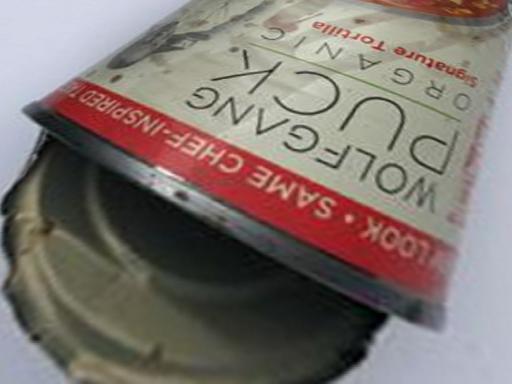 LOOK • SAME CHEF-INSPIRED
WOLFGANG
PUCK
ORGANIC
Signature Tortilla